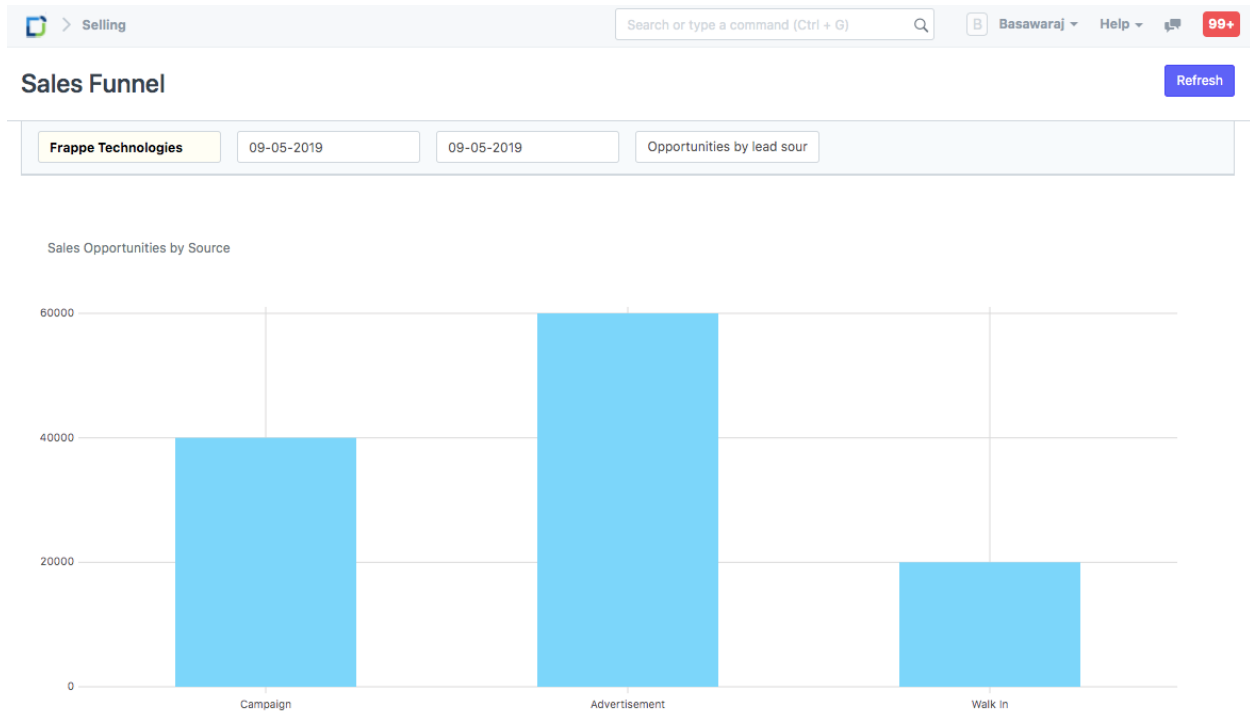 Selling
Search or type a command (Ctrl + G)
B Basawaraj Help 99+
Sales Funnel
Refresh
Frappe Technologies 09-05-2019 09-05-2019 Opportunities by lead sour
Sales Opportunities by Source
60000
40000
20000
0
Campaign Advertisement Walk In